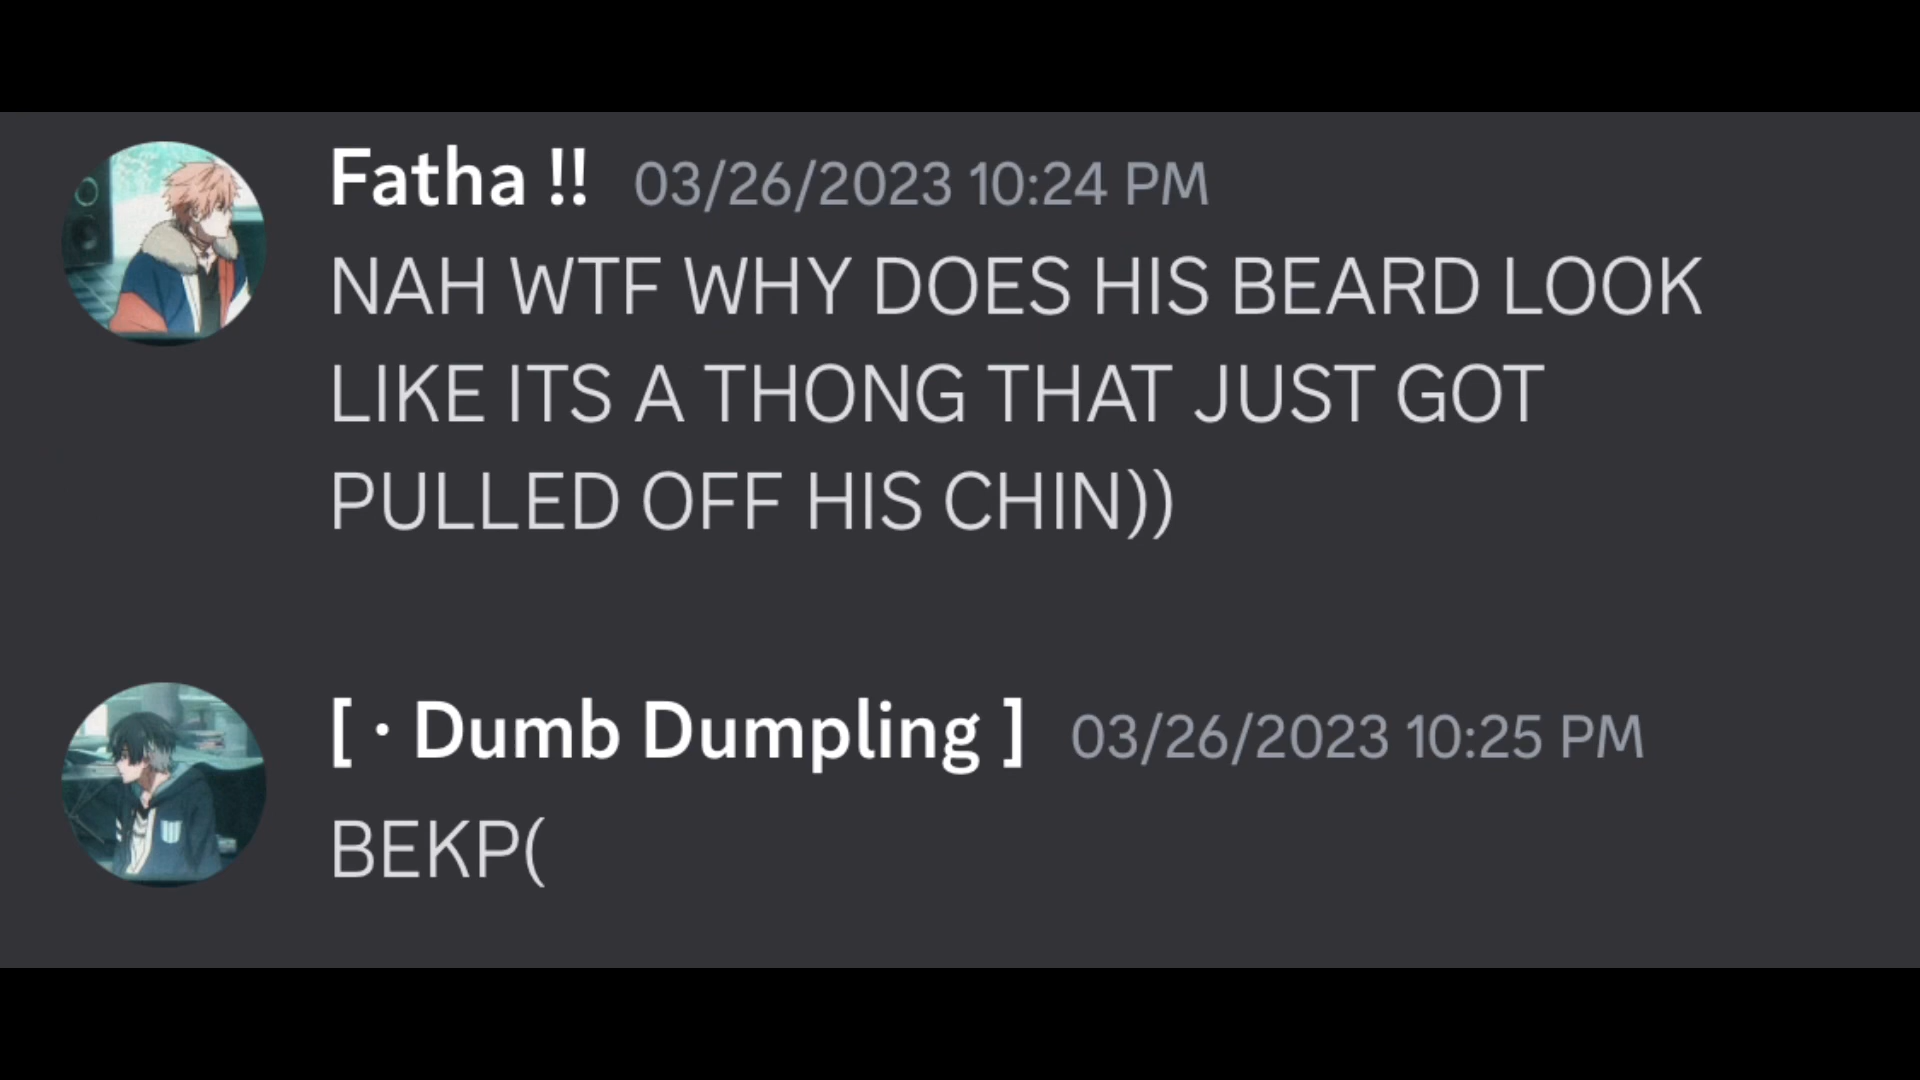 Fatha !! 03/26/2023 10:24 PM
NAH WTF WHY DOES HIS BEARD LOOK
LIKE ITS A THONG THAT JUST GOT
PULLED OFF HIS CHIN))
[ · Dumb Dumpling ] 03/26/2023 10:25 PM
BEKP(